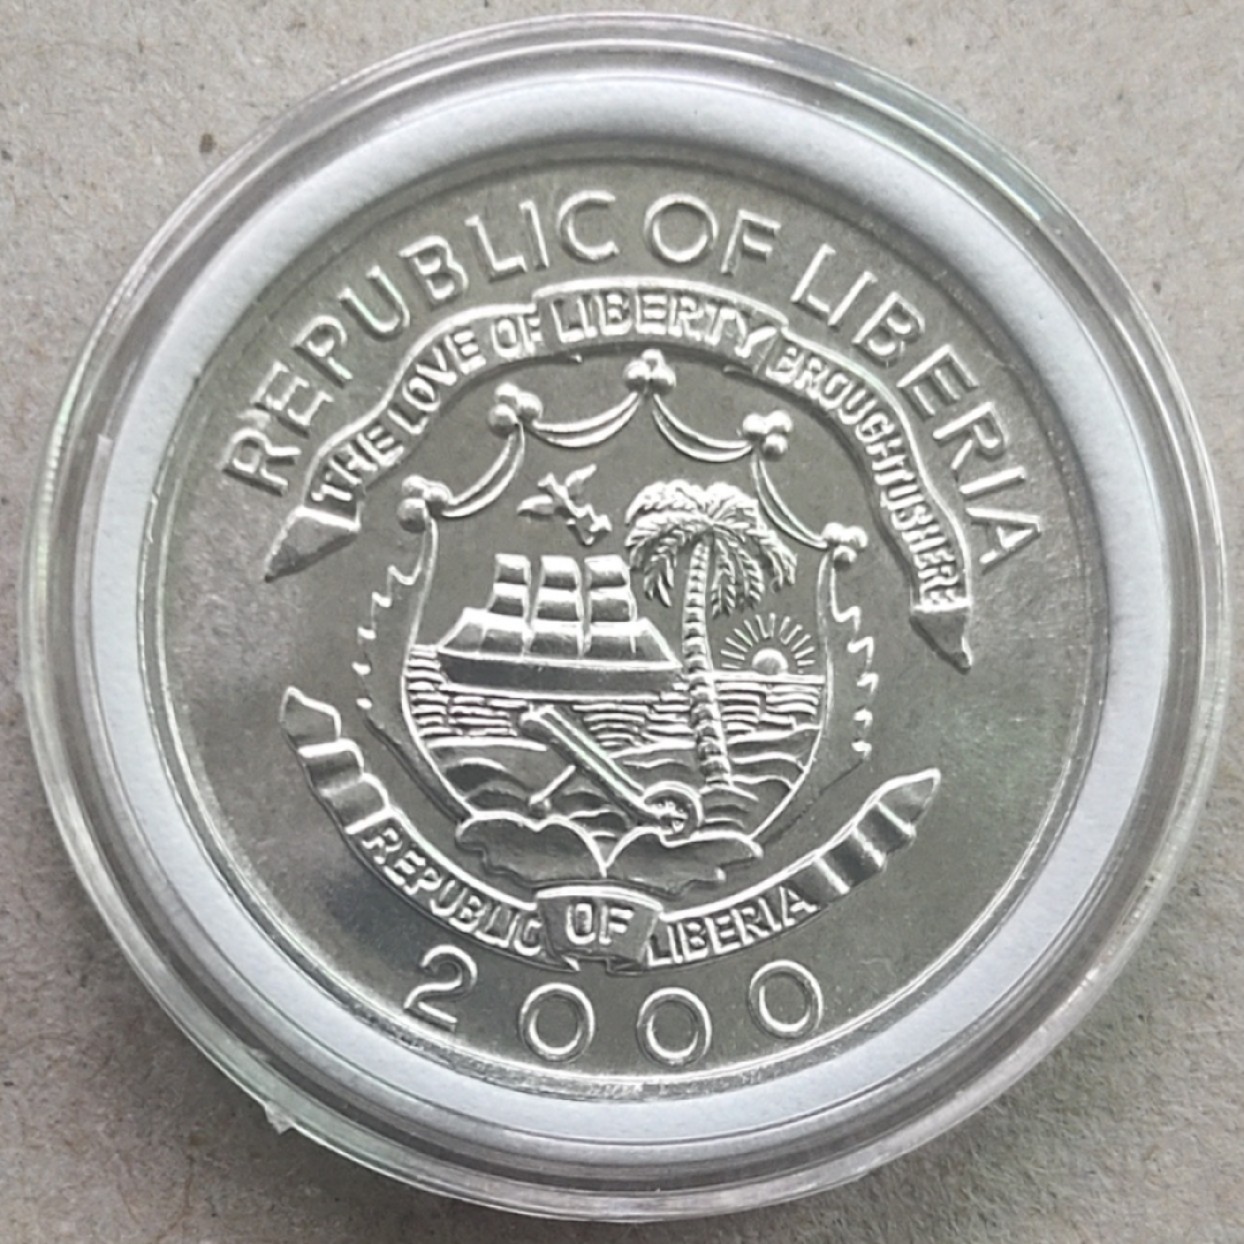 REPUBLIC OF LIBERIA
THE LOVE OF LIBERTY BROUGHT US HERE
REPUBLIC OF LIBERIA
2000